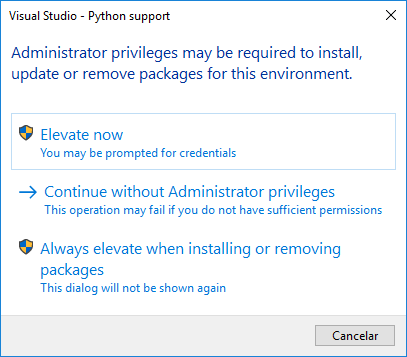 Visual Studio - Python support
Administrator privileges may be required to install,
update or remove packages for this environment.
Elevate now
You may be prompted for credentials
Continue without Administrator privileges
This operation may fail if you do not have sufficient permissions
Always elevate when installing or removing
packages
This dialog will not be shown again
Cancelar